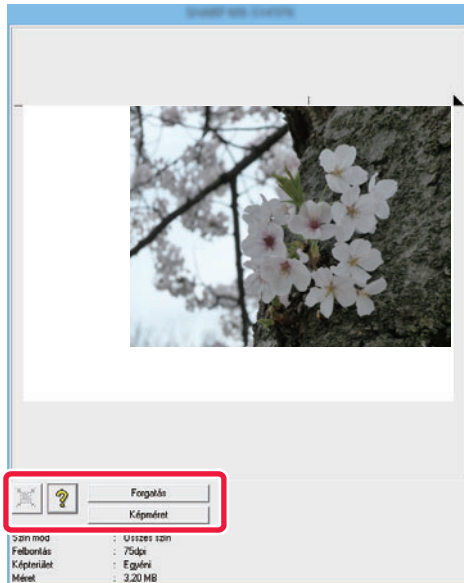 ?
Forgatás
Képméret
Szín mód : Összes szín
Felbontás : 75dpi
Képterület : Egyéni
Méret : 3,20 MB